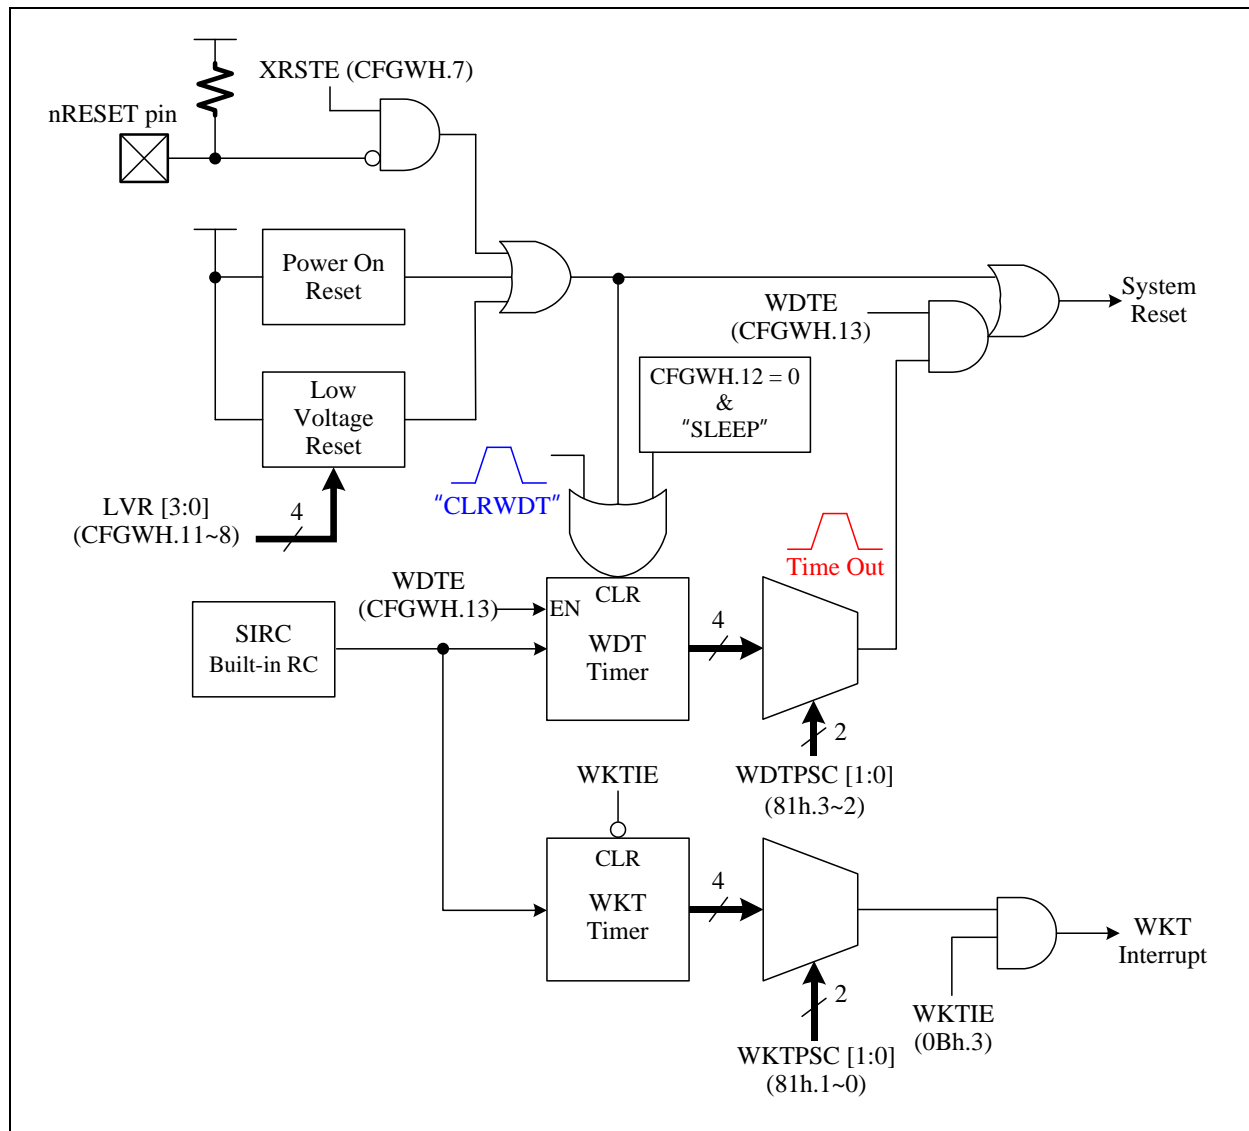 XRSTE (CFGWH.7)
nRESET pin
Power On
Reset
System
Reset
WDTE
(CFGWH.13)
Low
Voltage
Reset
CFGWH.12 = 0
&
"SLEEP"
"CLRWDT"
LVR [3:0]
(CFGWH.11~8)
4
Time Out
WDTE
(CFGWH.13)
CLR
EN
WDT
Timer
4
SIRC
Built-in RC
2
WDTPSC [1:0]
(81h.3~2)
WKTIE
CLR
WKT
Timer
4
WKT
Interrupt
2
WKTIE
(0Bh.3)
WKTPSC [1:0]
(81h.1~0)